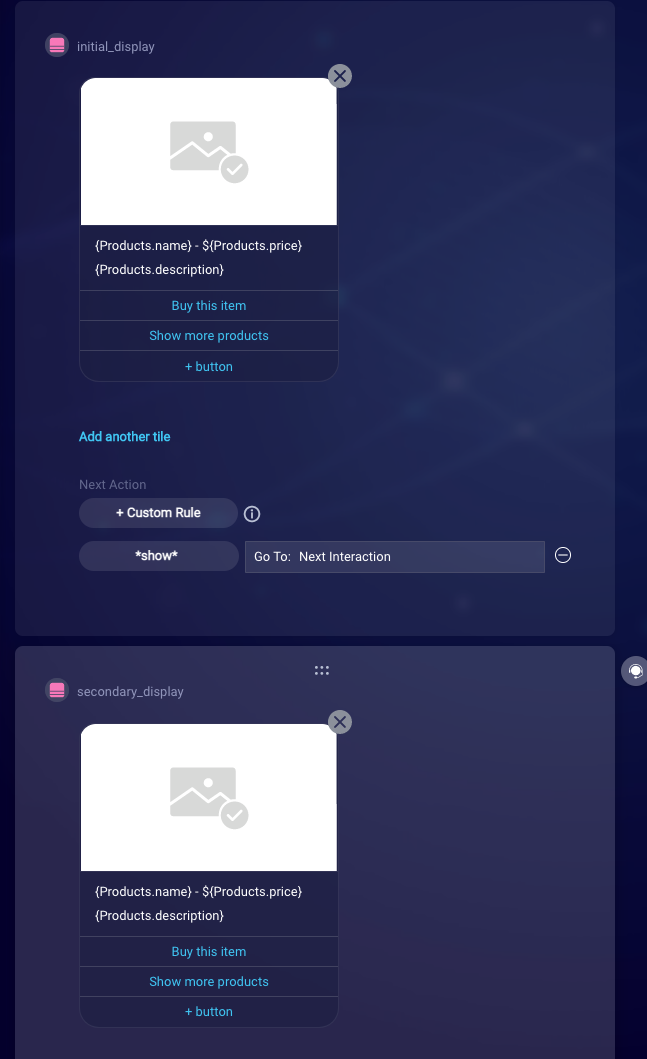 initial_display
{Products.name} - ${Products.price}
{Products.description}
Buy this item
Show more products
+ button
Add another tile
Next Action
+ Custom Rule
*show*
Go To: Next Interaction
secondary_display
{Products.name} - ${Products.price}
{Products.description}
Buy this item
Show more products
+ button